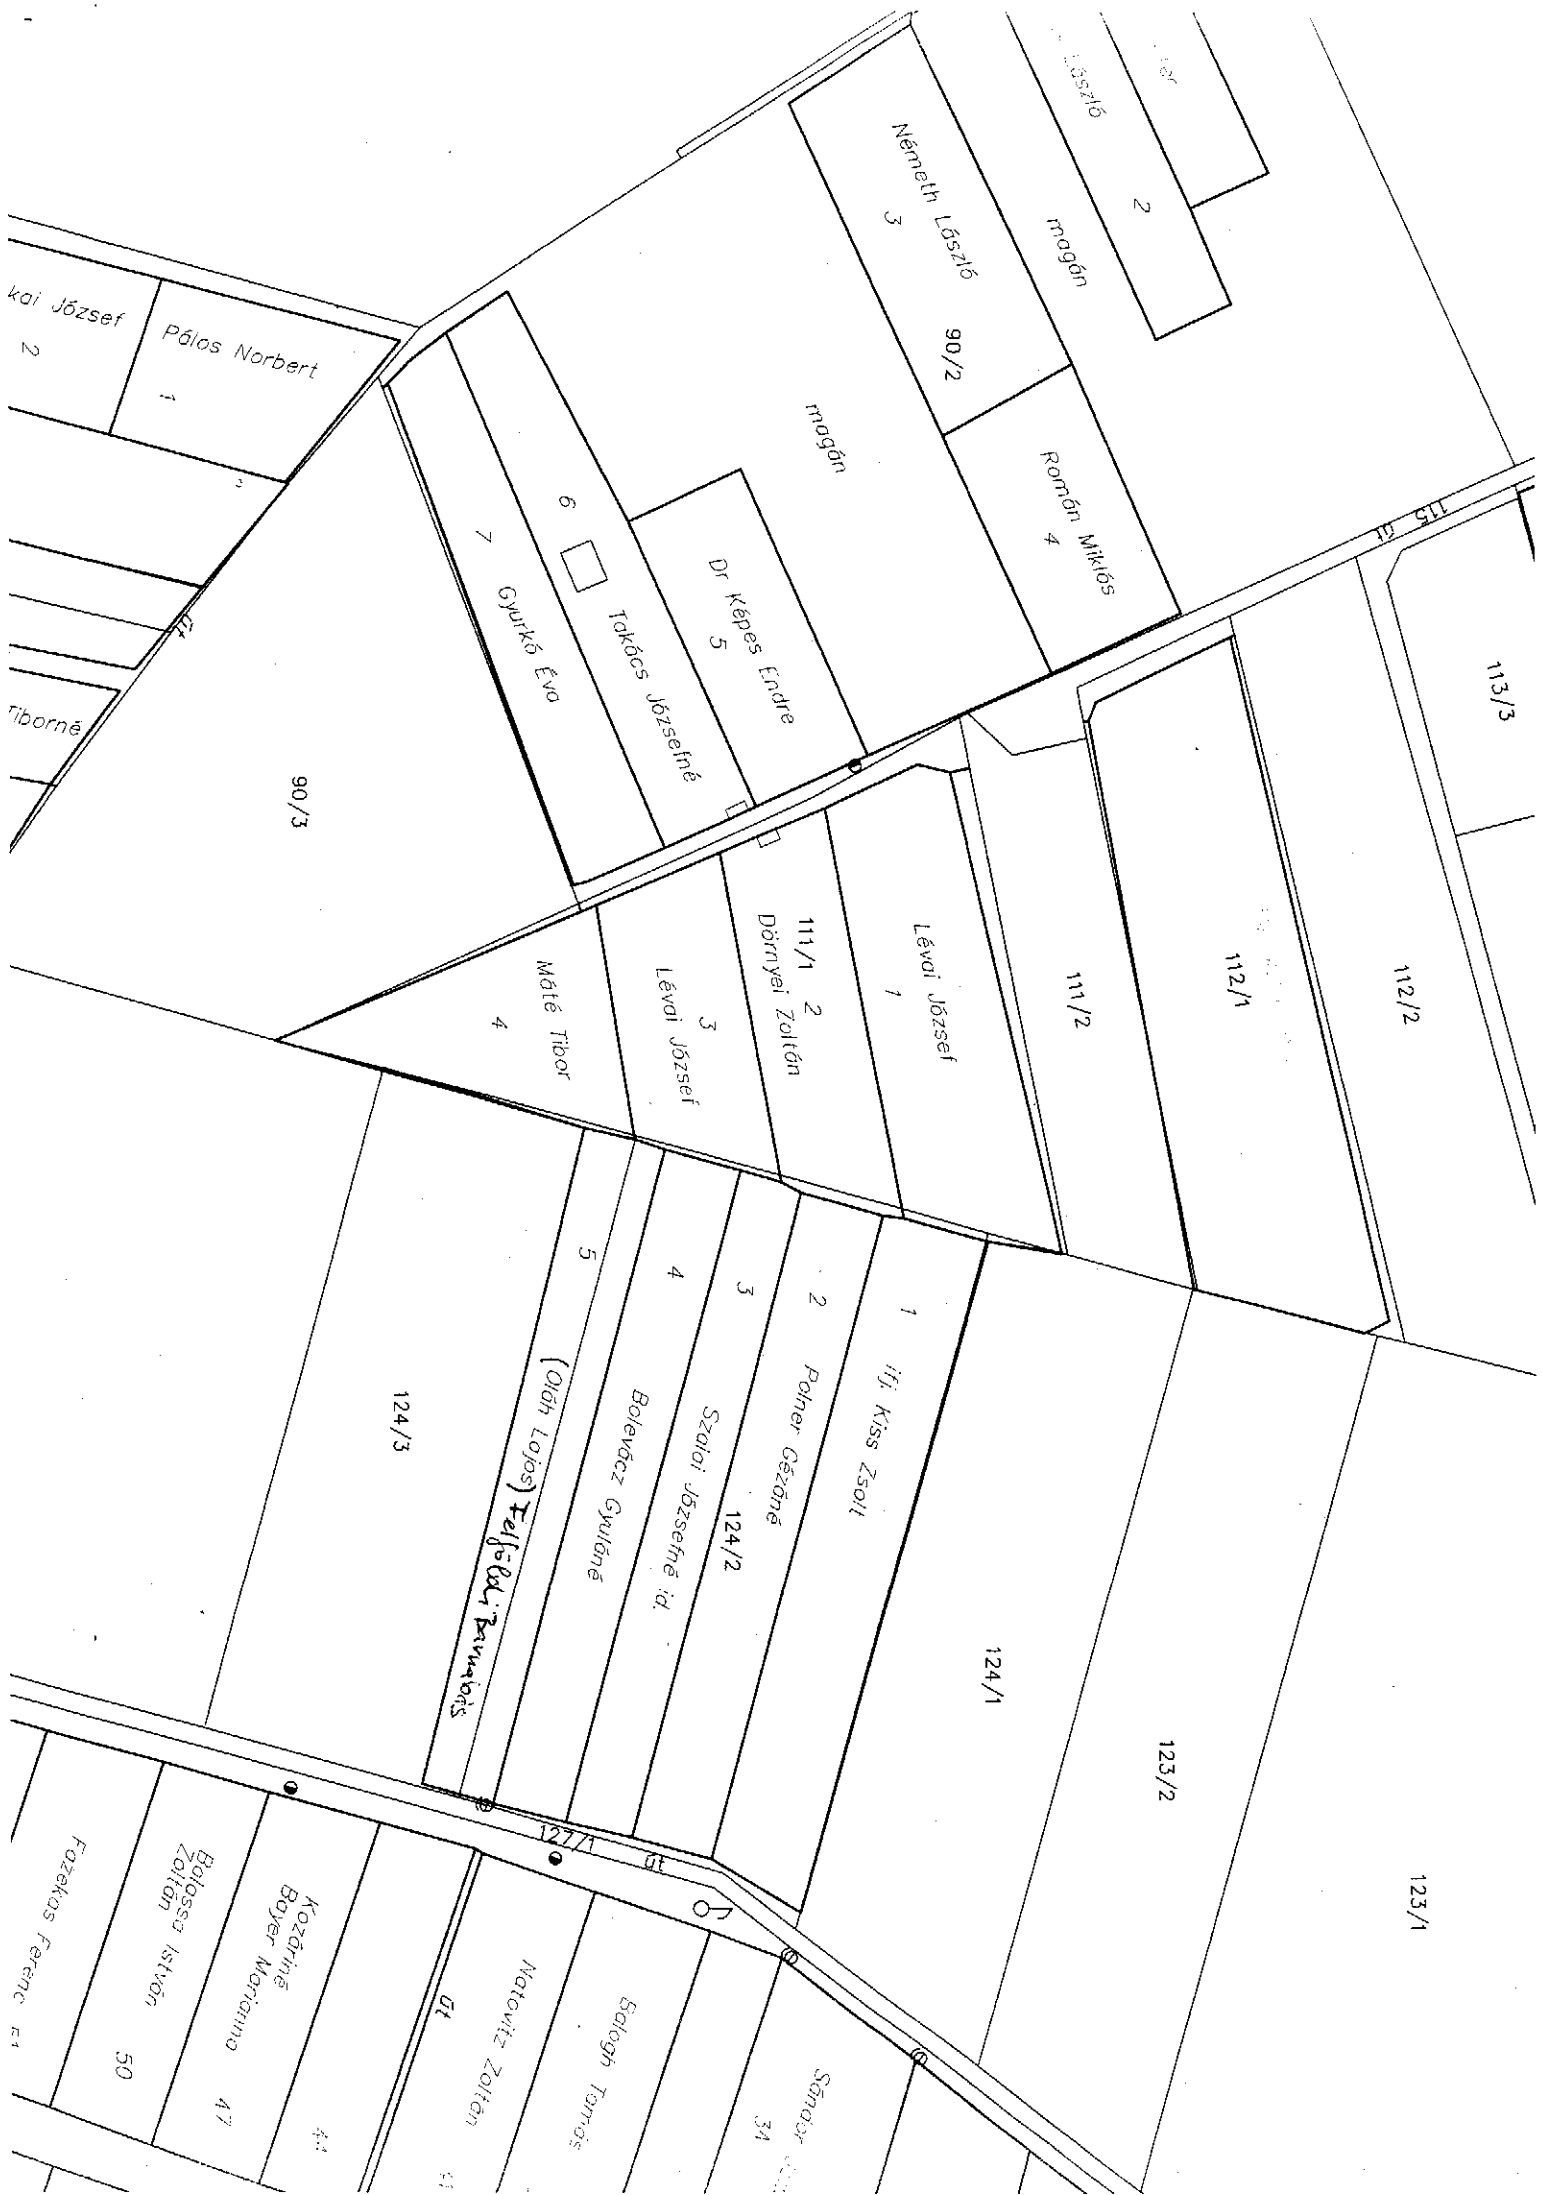 László
2
magán
Németh László
3
90/2
Román Miklós
4
magán
115
út
113/3
kai József
2
Pálos Norbert
1
út
Tiborné
90/3
6
Takács Józsefné
7
Gyurkó Éva
Dr Képes Endre
5
112/2
112/1
111/2
Lévai József
1
111/1
2
Dörnyei Zoltán
3
Lévai József
Máté Tibor
4
1
ifj. Kiss Zsolt
2
Palner Gézáné
3
Szalai Józsefné id.
124/2
4
Bolevácz Gyuláné
5
(Oláh Lajos) Felföldi Barnabás
124/3
124/1
123/2
123/1
127/1
út
Fazekas Ferenc
Balassa István
Zoltán
50
Kozáriné
Bayer Marianna
47
út
Natovitz Zoltán
Balogh Tamás
Sándor